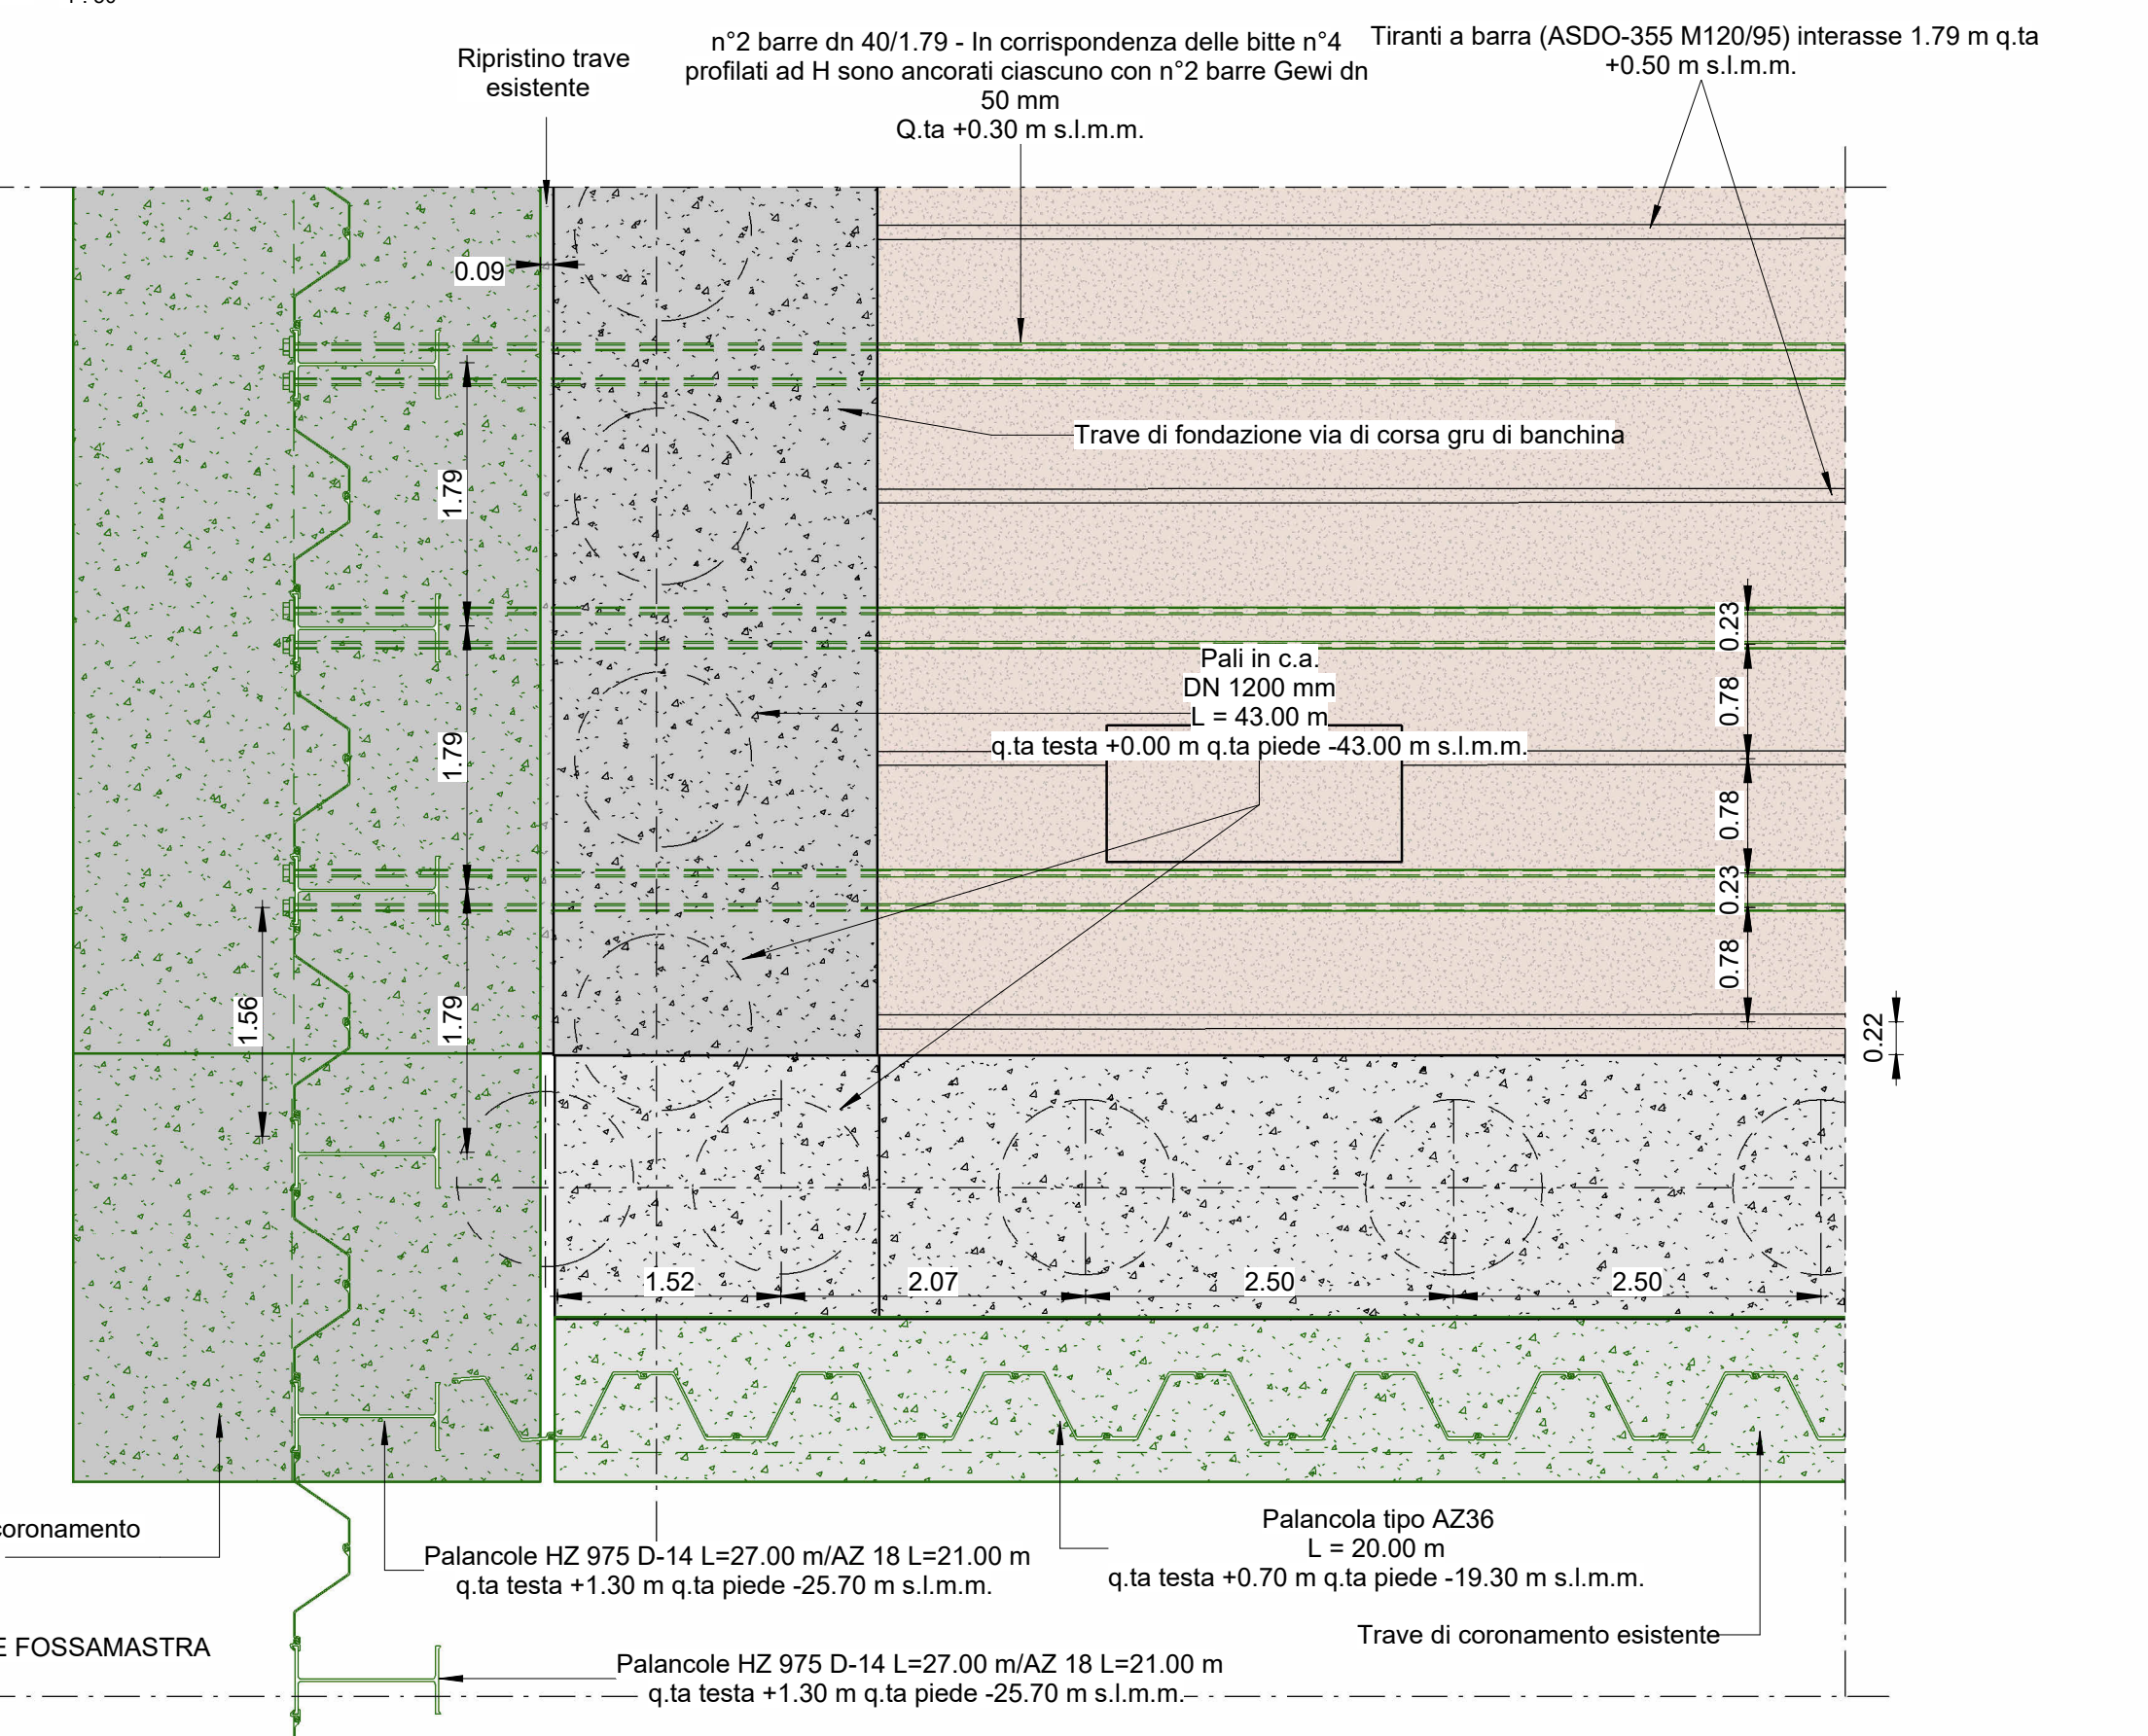 Ripristino trave
esistente
n°2 barre dn 40/1.79 - In corrispondenza delle bitte n°4
profilati ad H sono ancorati ciascuno con n°2 barre Gewi dn
50 mm
Q.ta +0.30 m s.l.m.m.
Tiranti a barra (ASDO-355 M120/95) interasse 1.79 m q.ta
+0.50 m s.l.m.m.
0.09
Trave di fondazione via di corsa gru di banchina
1.79
0.23
Pali in c.a.
DN 1200 mm
L = 43.00 m
q.ta testa +0.00 m q.ta piede -43.00 m s.l.m.m.
0.78
1.79
0.78
0.23
0.78
1.56
1.79
0.22
1.52
2.07
2.50
2.50
coronamento
Palancole HZ 975 D-14 L=27.00 m/AZ 18 L=21.00 m
q.ta testa +1.30 m q.ta piede -25.70 m s.l.m.m.
Palancola tipo AZ36
L = 20.00 m
q.ta testa +0.70 m q.ta piede -19.30 m s.l.m.m.
Trave di coronamento esistente
E FOSSAMASTRA
Palancole HZ 975 D-14 L=27.00 m/AZ 18 L=21.00 m
q.ta testa +1.30 m q.ta piede -25.70 m s.l.m.m.